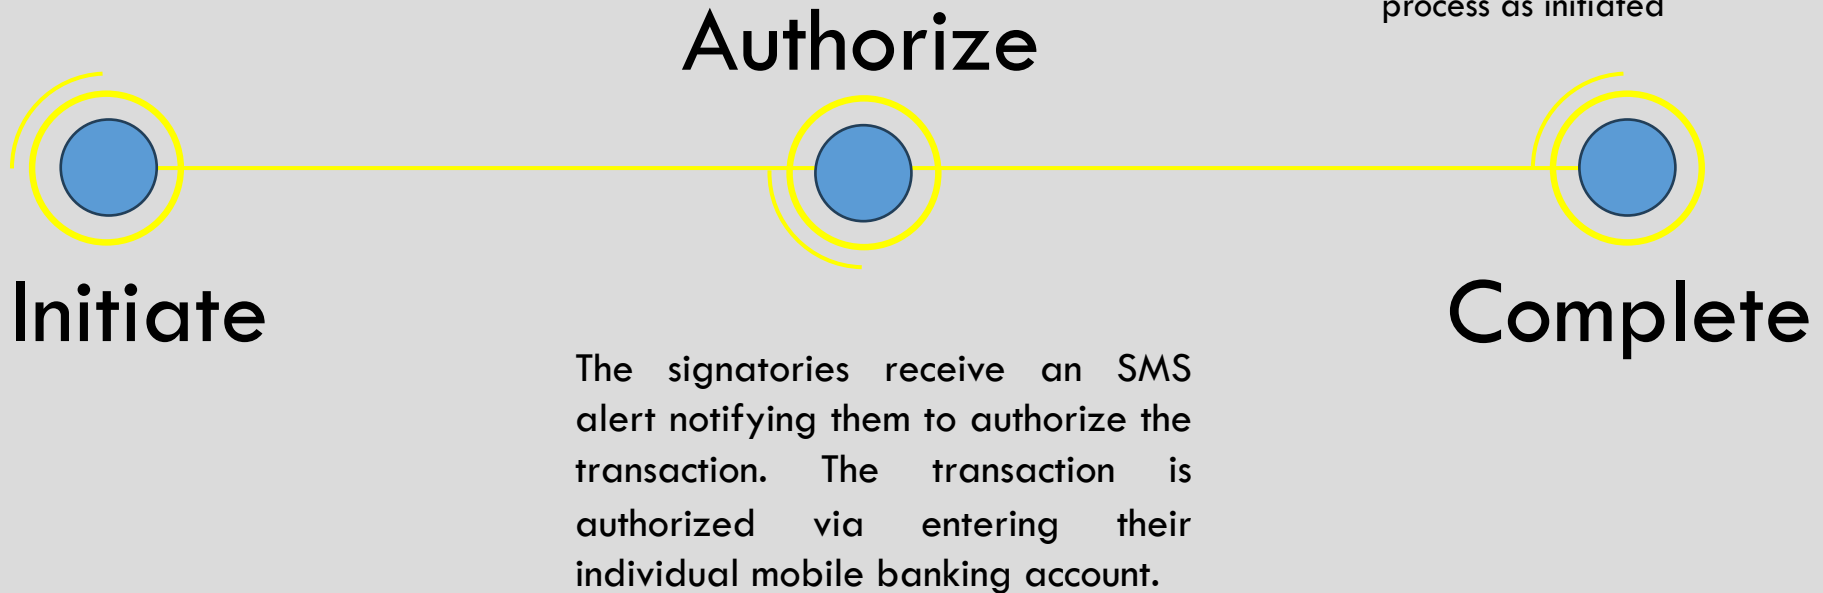 process as initiated
Authorize
Initiate
Complete
The signatories receive an SMS
alert notifying them to authorize the
transaction. The transaction is
authorized via entering their
individual mobile banking account.